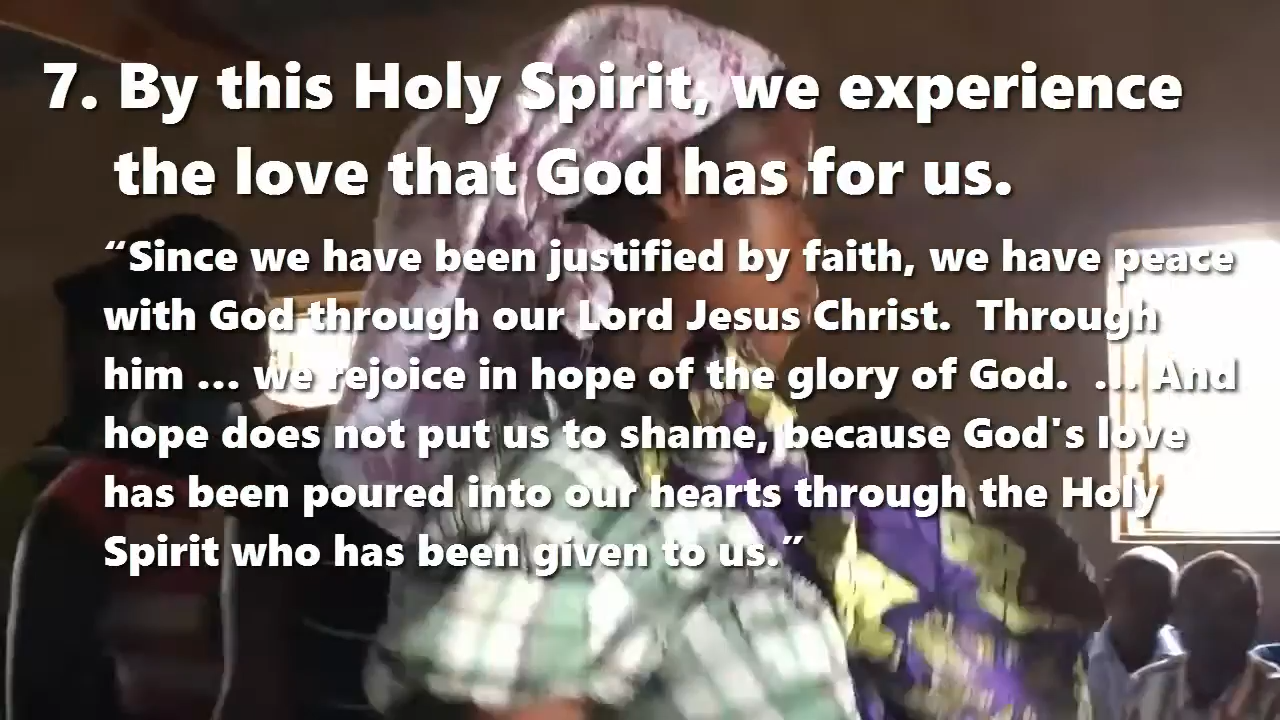 7. By this Holy Spirit, we experience
the love that God has for us.
“Since we have been justified by faith, we have peace
with God through our Lord Jesus Christ.  Through
him ... we rejoice in hope of the glory of God.  ... And
hope does not put us to shame, because God's love
has been poured into our hearts through the Holy
Spirit who has been given to us.”